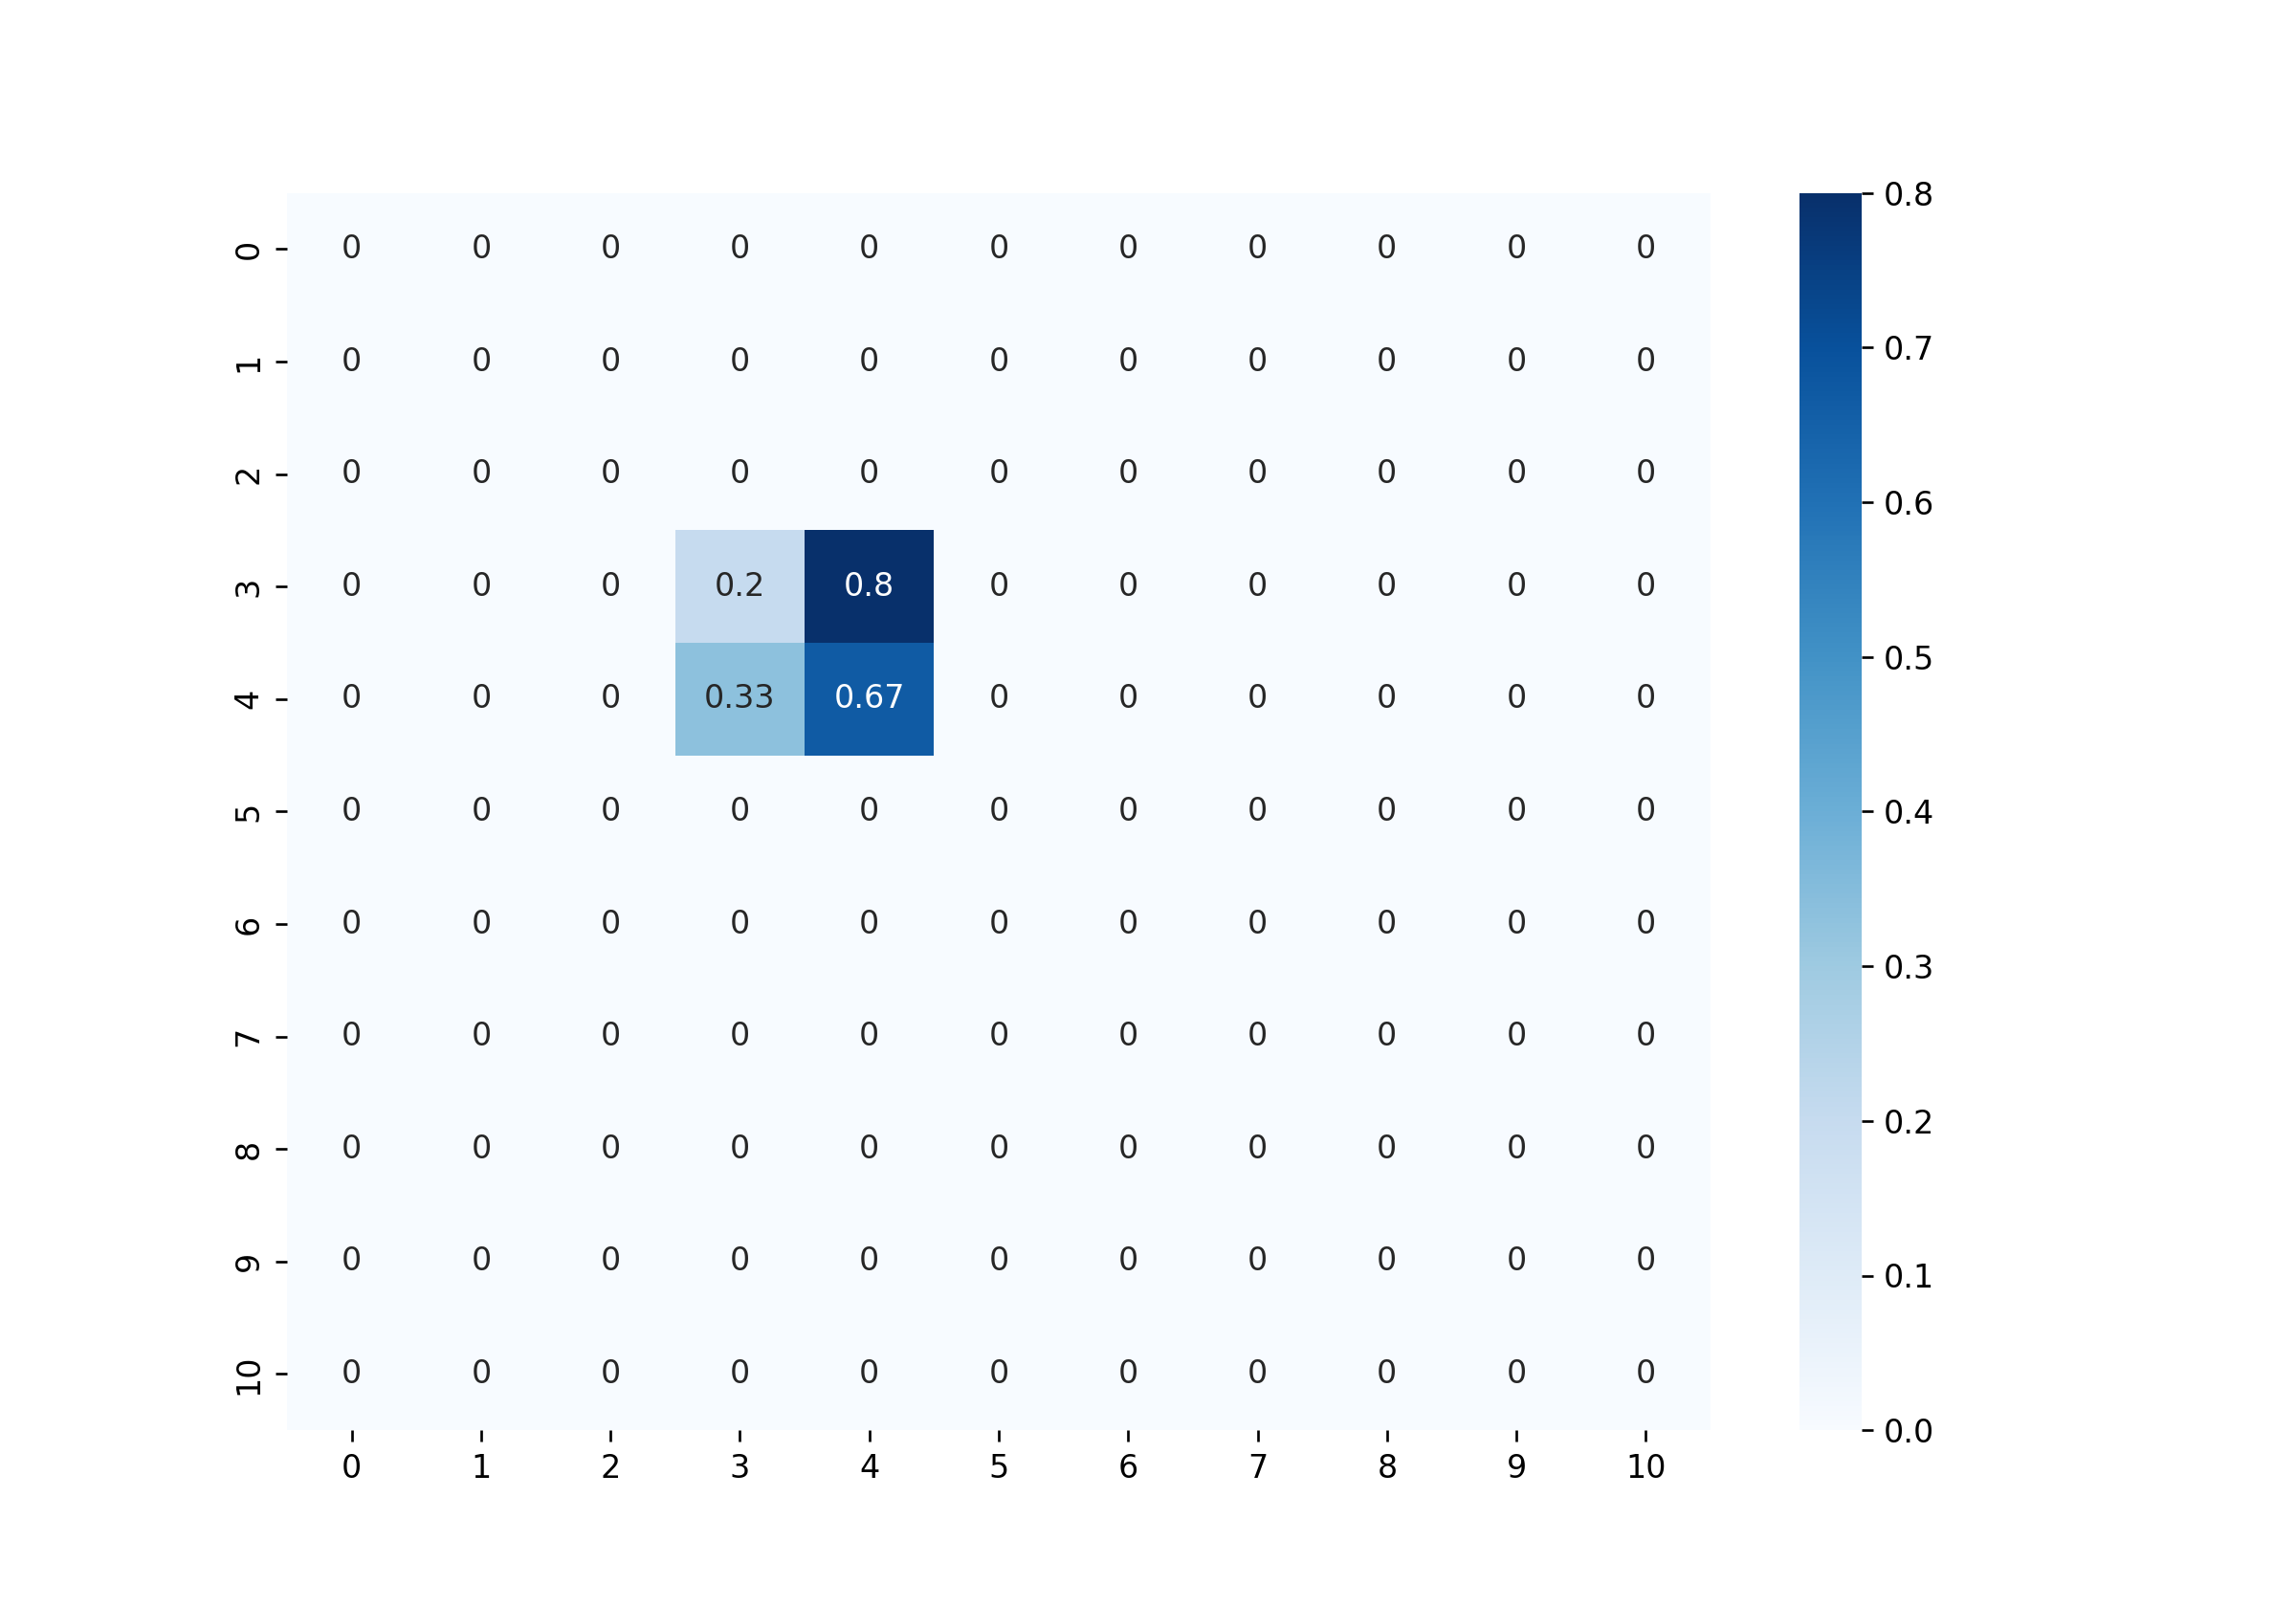 0 0 0 0 0 0 0 0 0 0 0 0
1 0 0 0 0 0 0 0 0 0 0 0
2 0 0 0 0 0 0 0 0 0 0 0
3 0 0 0 0.2 0.8 0 0 0 0 0 0
4 0 0 0 0.33 0.67 0 0 0 0 0 0
5 0 0 0 0 0 0 0 0 0 0 0
6 0 0 0 0 0 0 0 0 0 0 0
7 0 0 0 0 0 0 0 0 0 0 0
8 0 0 0 0 0 0 0 0 0 0 0
9 0 0 0 0 0 0 0 0 0 0 0
10 0 0 0 0 0 0 0 0 0 0 0
0 1 2 3 4 5 6 7 8 9 10
0.8
0.7
0.6
0.5
0.4
0.3
0.2
0.1
0.0